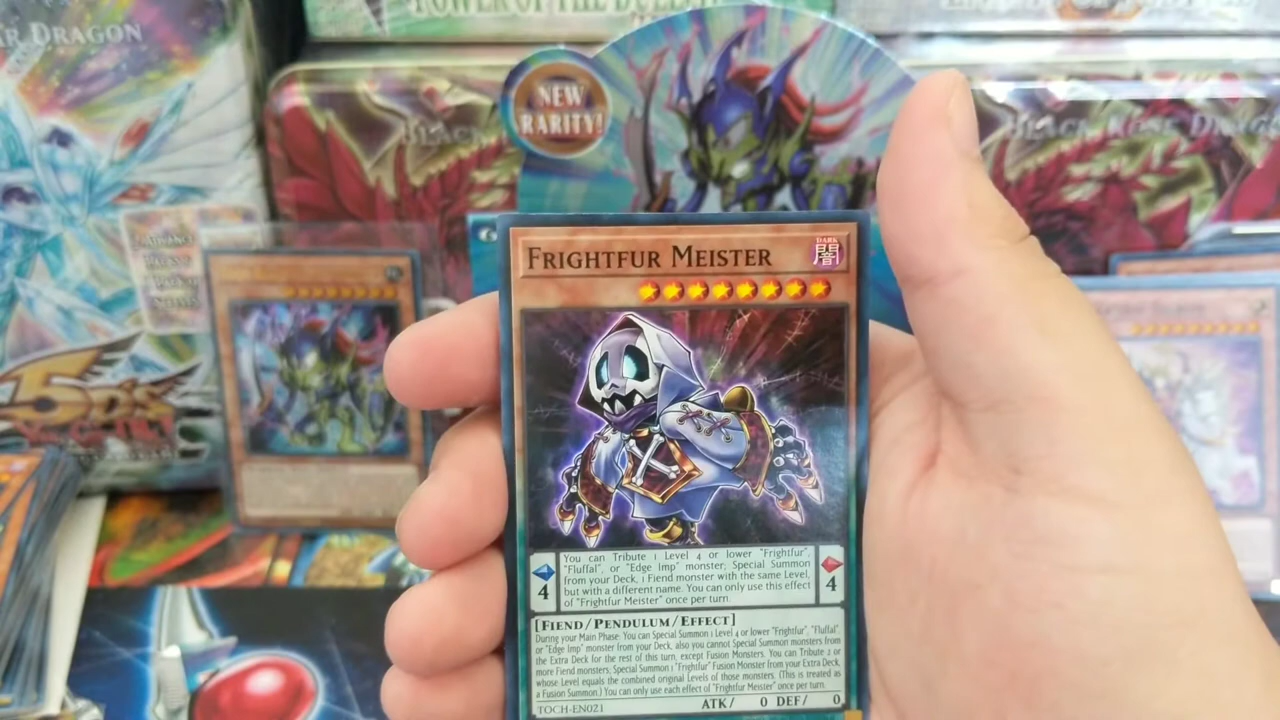 POWER OF THE DUEL
R DRAGON
NEW
RARITY!
BLACK
BLACK ROSE DRAGO
ADVANCE
5D's
FRIGHTFUR MEISTER
DARK
闇
4
You can Tribute 1 Level 4 or lower "Frightfur",
"Fluffal", or "Edge Imp" monster; Special Summon
from your Deck, 1 Fiend monster with the same Level,
but with a different name. You can only use this effect
of "Frightfur Meister" once per turn.
4
[FIEND/PENDULUM/EFFECT]
During your Main Phase: You can Special Summon 1 Level 4 or lower "Frightfur", "Fluffal",
or "Edge Imp" monster from your Deck, also you cannot Special Summon monsters from
the Extra Deck for the rest of this turn, except Fusion Monsters. You can Tribute 2 or
more Fiend monsters; Special Summon 1 "Frightfur" Fusion Monster from your Extra Deck,
whose Level equals the combined original Levels of those monsters. (This is treated as
a Fusion Summon.) You can only use each effect of "Frightfur Meister" once per turn.
TOCH-EN021
ATK/ 0 DEF/ 0